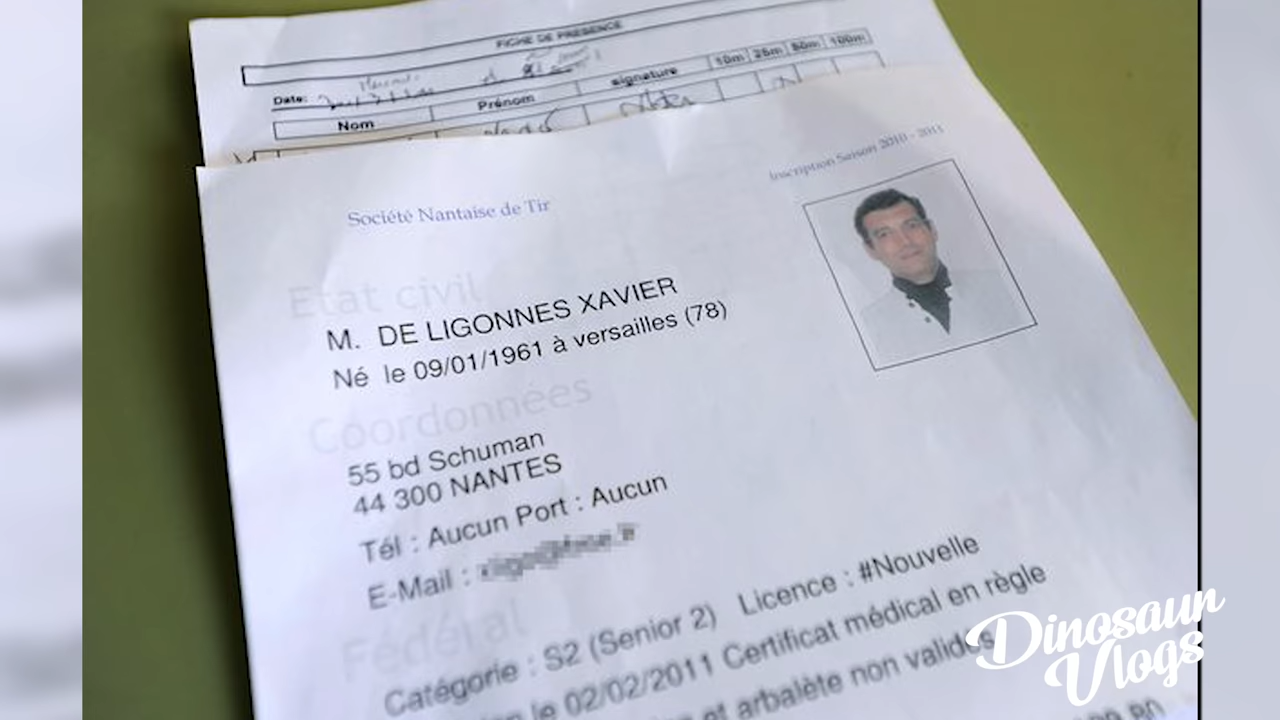 FICHE DE PRESENCE
Date:
Nom Prénom signature 10m 25m 50m 100m
Inscription Saison 2010 - 2011
Société Nantaise de Tir
Etat civil
M. DE LIGONNES XAVIER
Né le 09/01/1961 à versailles (78)
Coordonnées
55 bd Schuman
44 300 NANTES
Tél : Aucun Port : Aucun
E-Mail :
Fédéral
Catégorie : S2 (Senior 2) Licence : #Nouvelle
le 02/02/2011 Certificat médical en règle
et arbalète non validés
Dinosaun
Vlogs